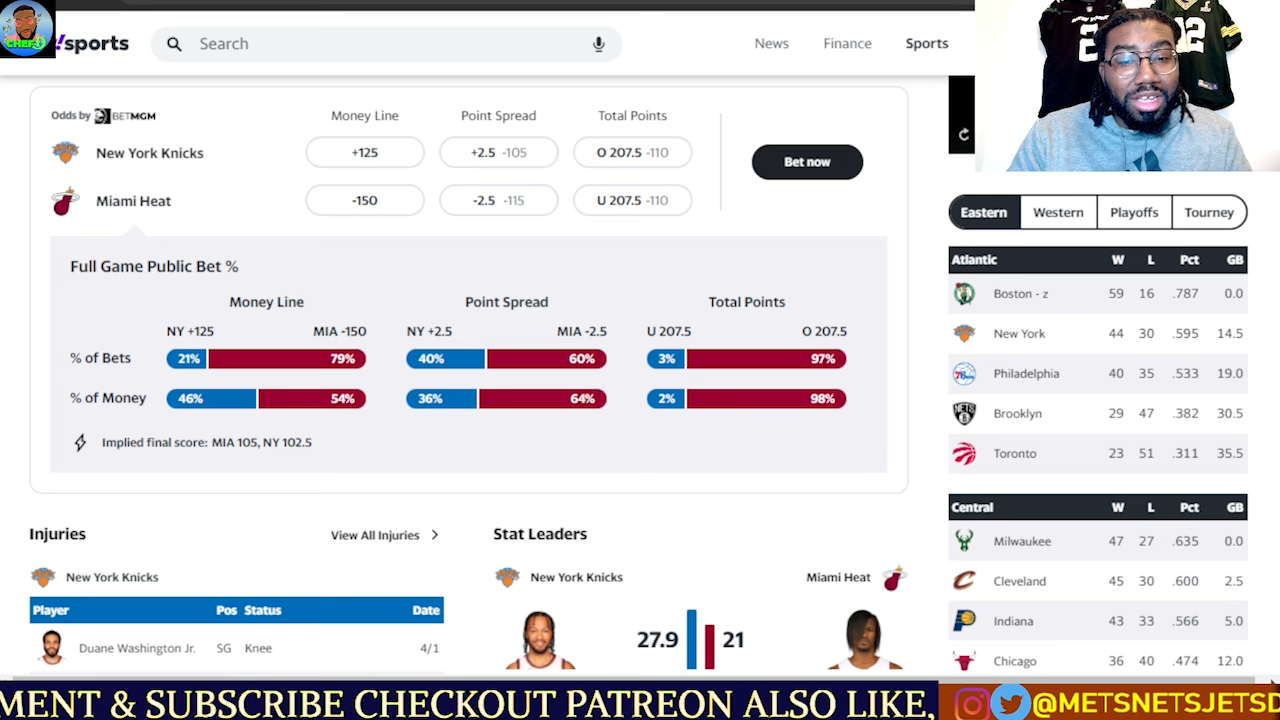 CHEF
!sports
Search
News
Finance
Sports
Odds by BETMGM
Money Line
Point Spread
Total Points
New York Knicks
+125
+2.5 -105
O 207.5 -110
Bet now
Miami Heat
-150
-2.5 -115
U 207.5 -110
Full Game Public Bet %
Money Line
Point Spread
Total Points
NY +125
MIA -150
NY +2.5
MIA -2.5
U 207.5
O 207.5
% of Bets
21%
79%
40%
60%
3%
97%
% of Money
46%
54%
36%
64%
2%
98%
Implied final score: MIA 105, NY 102.5
Injuries
View All Injuries
New York Knicks
Player Pos Status Date
Duane Washington Jr. SG Knee 4/1
Stat Leaders
New York Knicks
Miami Heat
27.9
21
Eastern
Western
Playoffs
Tourney
Atlantic W L Pct GB
Boston - z 59 16 .787 0.0
New York 44 30 .595 14.5
76ers
Philadelphia 40 35 .533 19.0
NETS
B
Brooklyn 29 47 .382 30.5
Toronto 23 51 .311 35.5
Central W L Pct GB
Milwaukee 47 27 .635 0.0
Cleveland 45 30 .600 2.5
Indiana 43 33 .566 5.0
Chicago 36 40 .474 12.0
2
12
MENT & SUBSCRIBE CHECKOUT PATREON ALSO LIKE,
@METSNETSJETSD